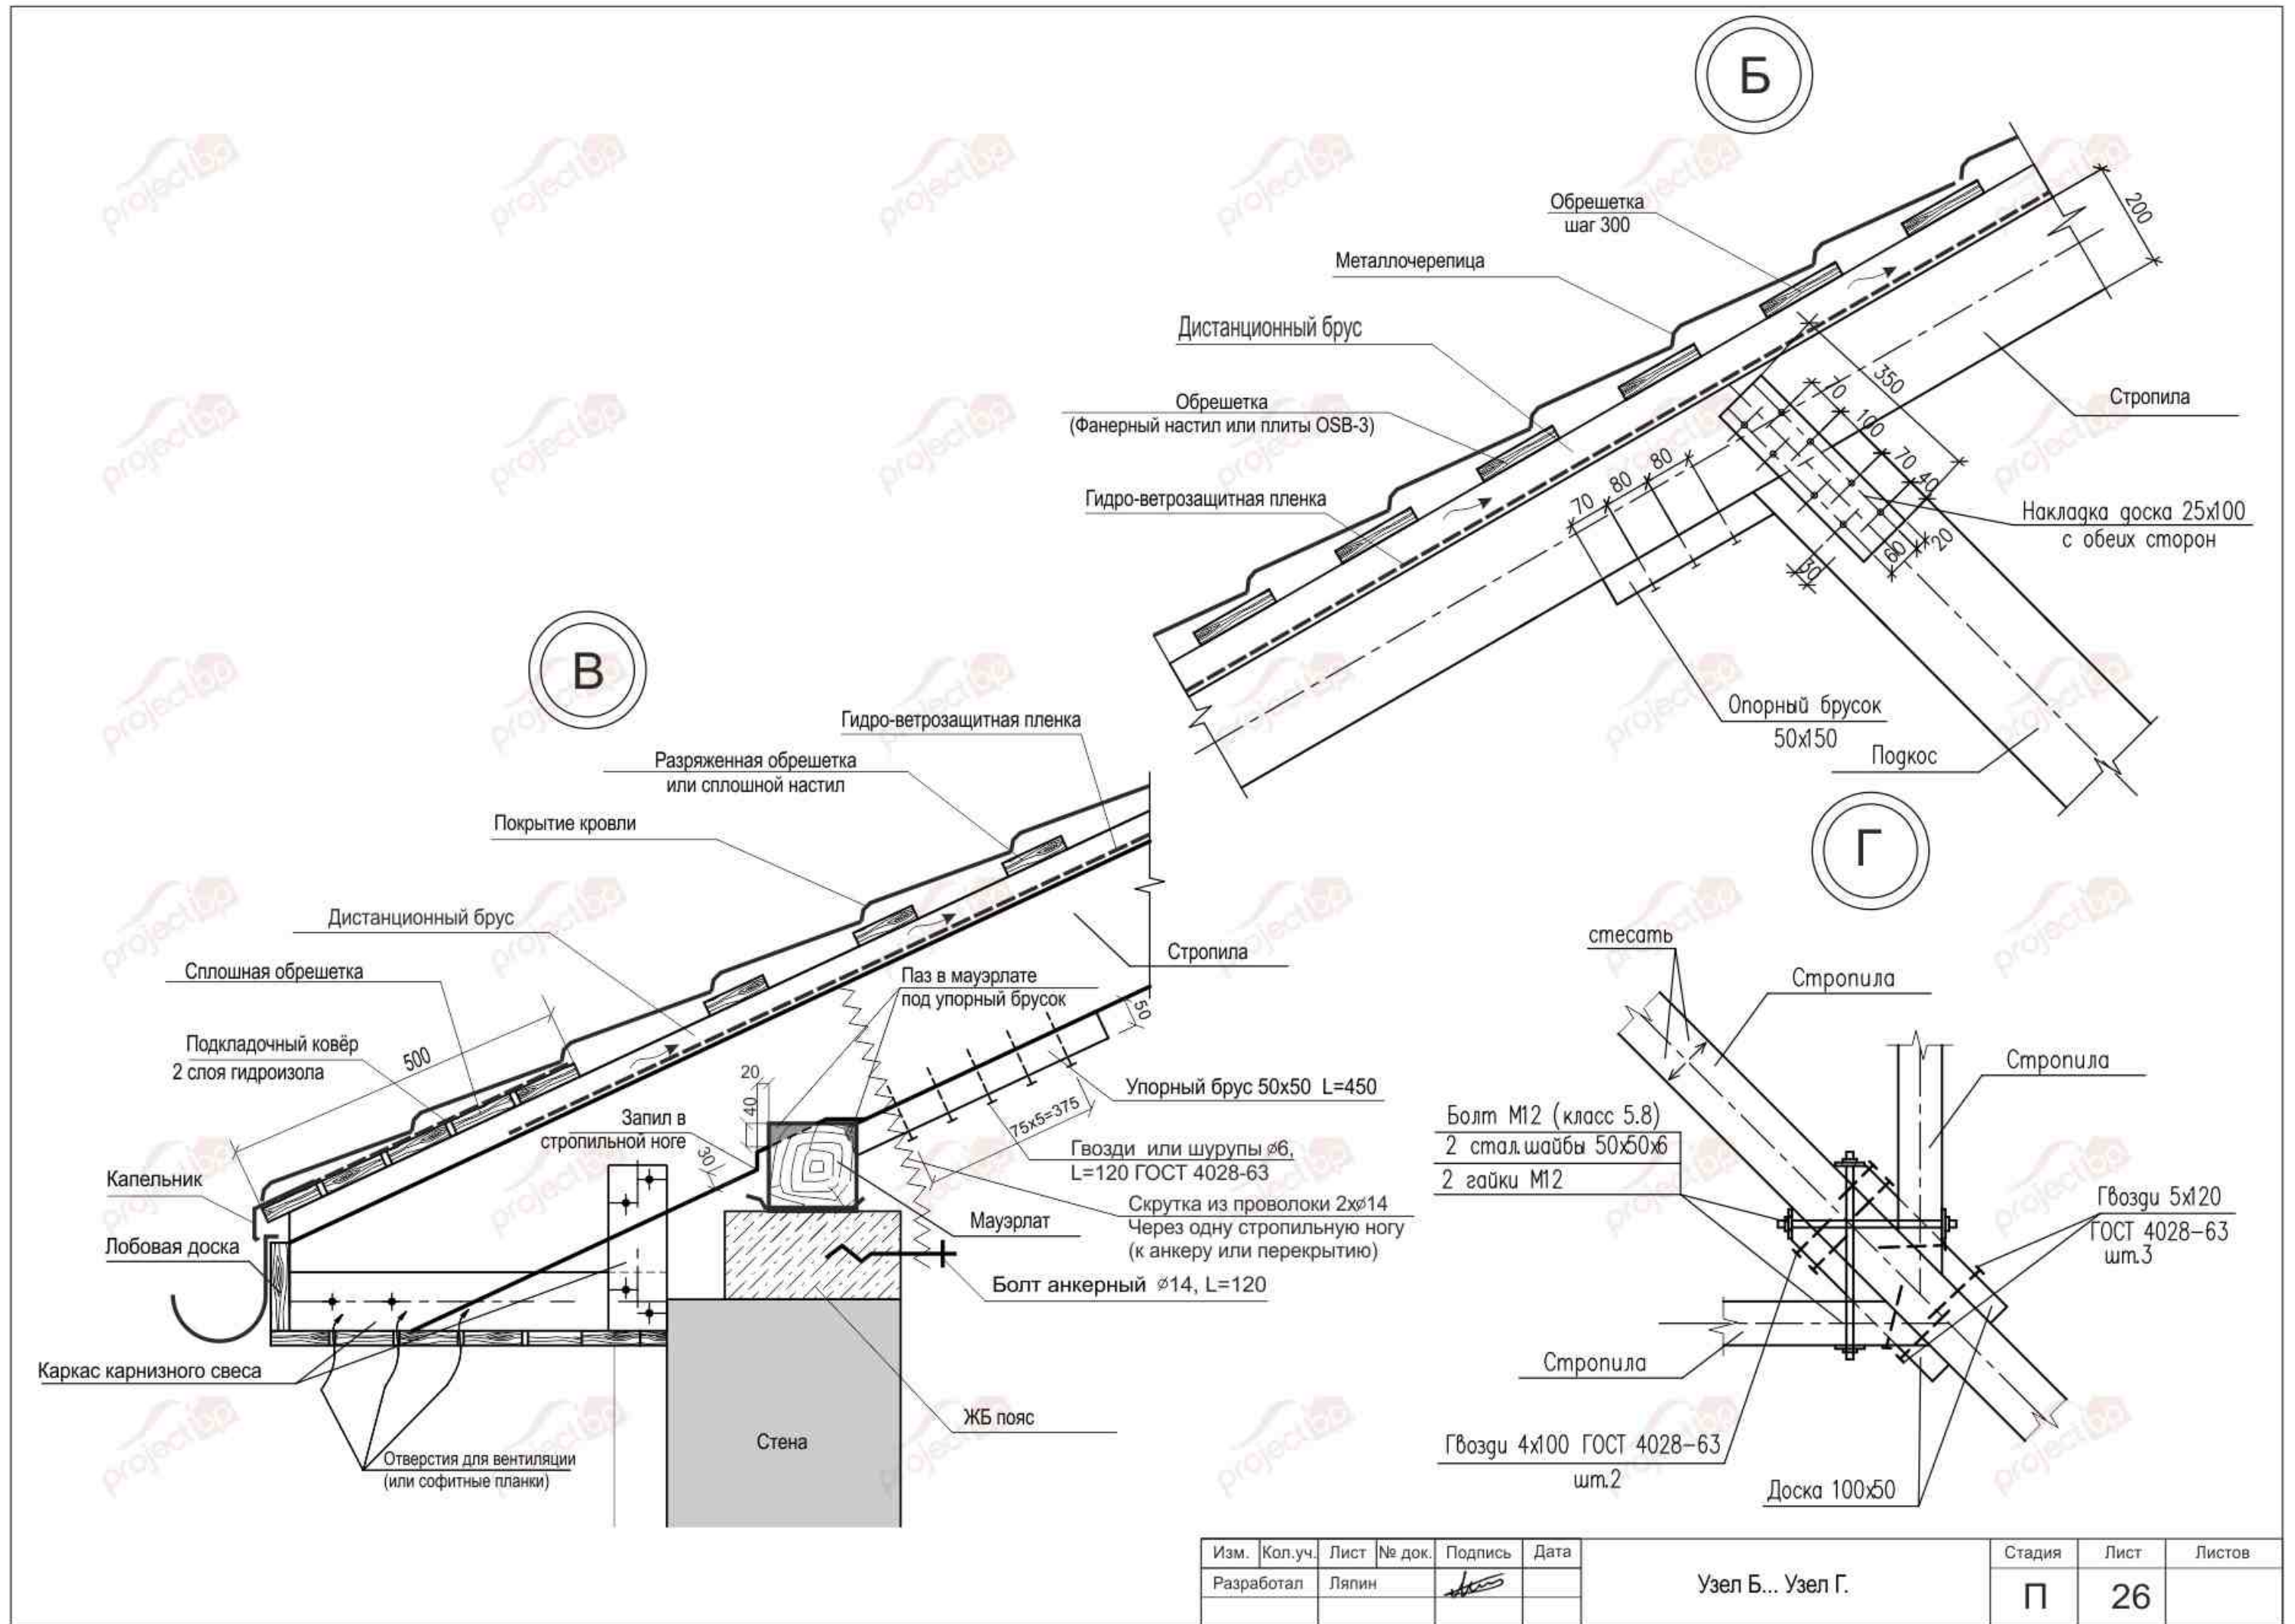 Б
Обрешетка
шаг 300
Металлочерепица
Дистанционный брус
Обрешетка
(Фанерный настил или плиты OSB-3)
Гидро-ветрозащитная пленка
200
350
70
100
70
40
60
20
30
70
80
80
Стропила
Накладка доска 25х100
с обеих сторон
Опорный брусок
50х150
Подкос
В
Гидро-ветрозащитная пленка
Разряженная обрешетка
или сплошной настил
Покрытие кровли
Дистанционный брус
Сплошная обрешетка
Подкладочный ковёр
2 слоя гидроизола
500
Капельник
Лобовая доска
Каркас карнизного свеса
Отверстия для вентиляции
(или софитные планки)
Запил в
стропильной ноге
20
40
30
Паз в мауэрлате
под упорный брусок
Стропила
50
Упорный брус 50х50 L=450
75х5=375
Гвозди или шурупы ⌀6,
L=120 ГОСТ 4028-63
Скрутка из проволоки 2х⌀14
Через одну стропильную ногу
(к анкеру или перекрытию)
Мауэрлат
Болт анкерный ⌀14, L=120
ЖБ пояс
Стена
Г
стесать
Стропила
Стропила
Болт М12 (класс 5.8)
2 стал.шайбы 50х50х6
2 гайки М12
Гвозди 5х120
ГОСТ 4028-63
шт.3
Стропила
Гвозди 4х100 ГОСТ 4028-63
шт.2
Доска 100х50
Изм. Кол.уч. Лист № док. Подпись Дата
Разработал Ляпин
Узел Б... Узел Г.
Стадия Лист Листов
П 26
projectbp